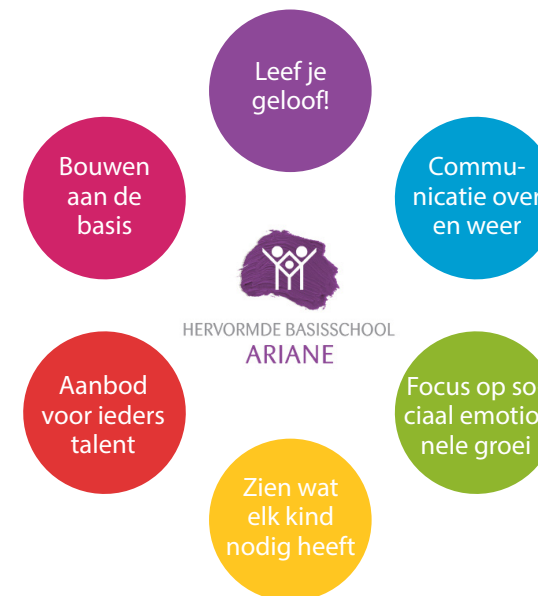 Leef je
geloof!
Bouwen
aan de
basis
Commu-
nicatie over
en weer
HERVORMDE BASISSCHOOL
ARIANE
Aanbod
voor ieders
talent
Focus op so
ciaal emotio
nele groei
Zien wat
elk kind
nodig heeft